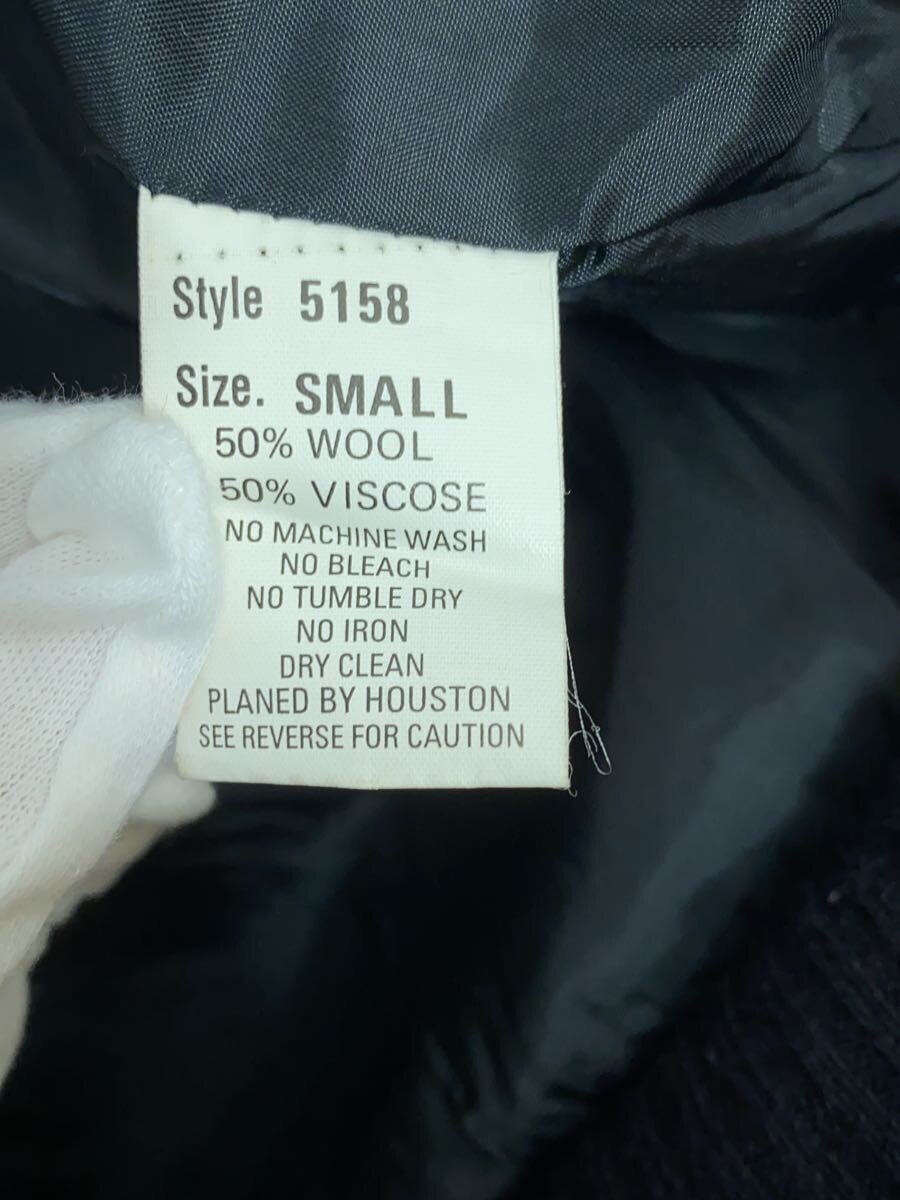 Style 5158
Size. SMALL
50% WOOL
50% VISCOSE
NO MACHINE WASH
NO BLEACH
NO TUMBLE DRY
NO IRON
DRY CLEAN
PLANED BY HOUSTON
SEE REVERSE FOR CAUTION